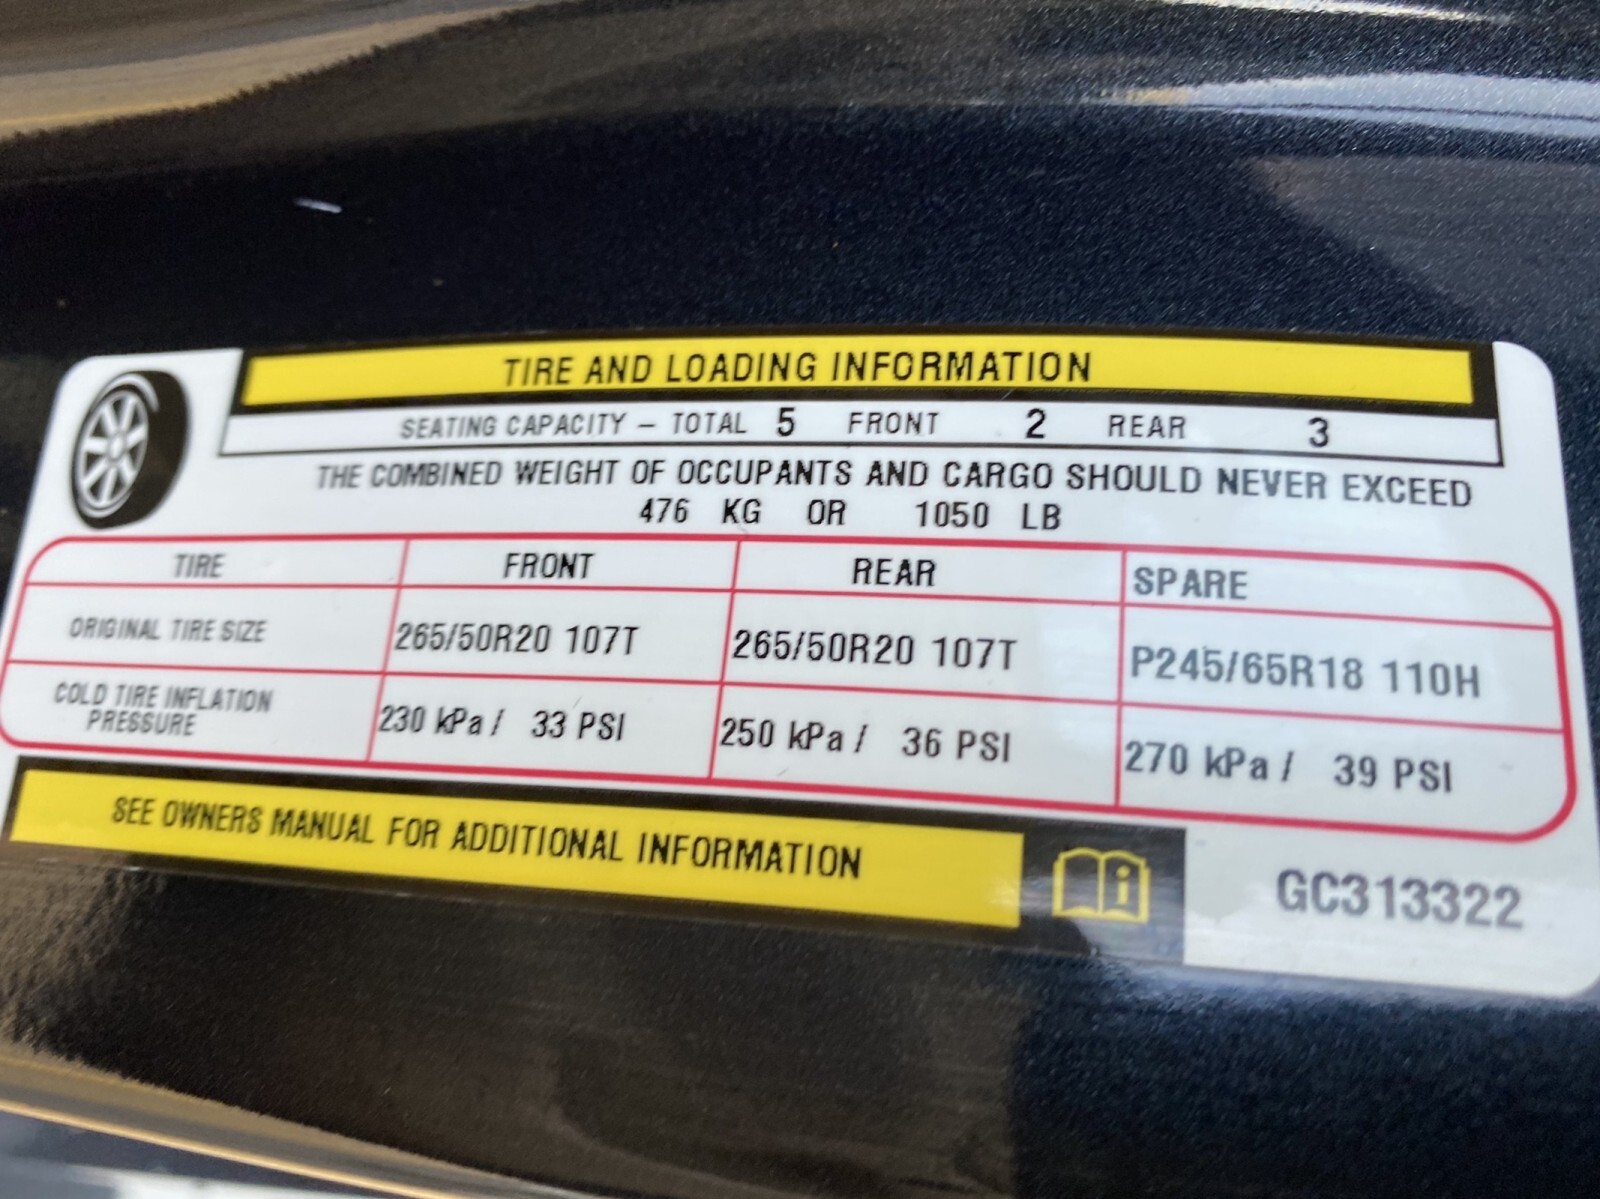 TIRE AND LOADING INFORMATION
SEATING CAPACITY – TOTAL 5 FRONT 2 REAR 3
THE COMBINED WEIGHT OF OCCUPANTS AND CARGO SHOULD NEVER EXCEED
476 KG OR 1050 LB
TIRE FRONT REAR SPARE
ORIGINAL TIRE SIZE 265/50R20 107T 265/50R20 107T P245/65R18 110H
COLD TIRE INFLATION
PRESSURE 230 kPa / 33 PSI 250 kPa / 36 PSI 270 kPa / 39 PSI
SEE OWNERS MANUAL FOR ADDITIONAL INFORMATION
GC313322